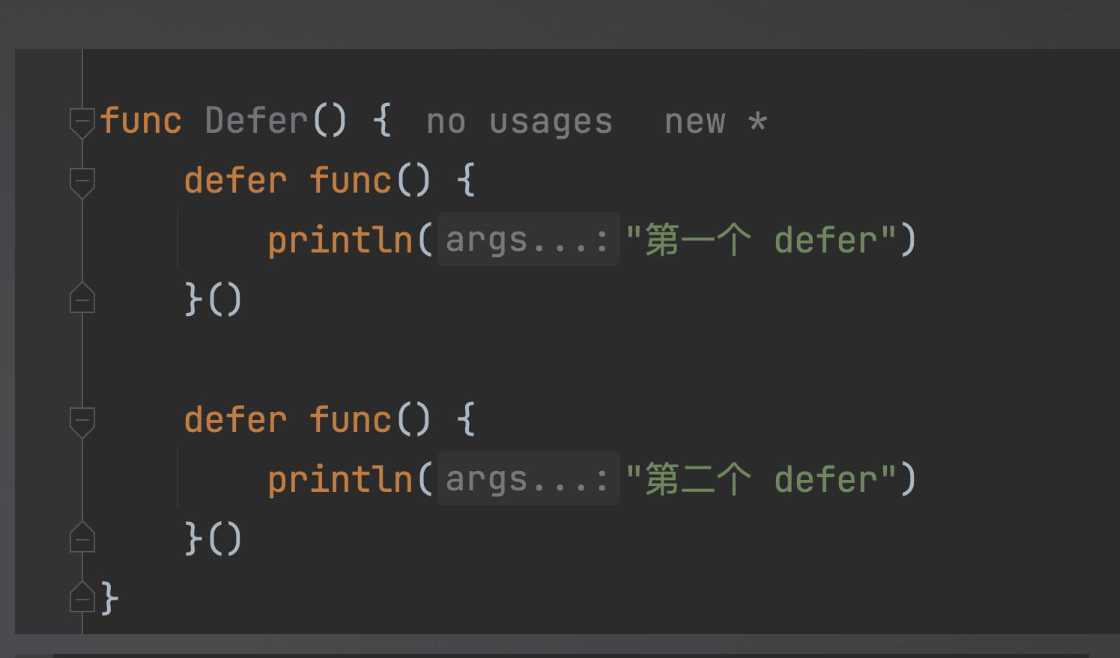 func Defer() { no usages new *
defer func() {
println( args...: "第一个 defer")
}()
defer func() {
println( args...: "第二个 defer")
}()
}